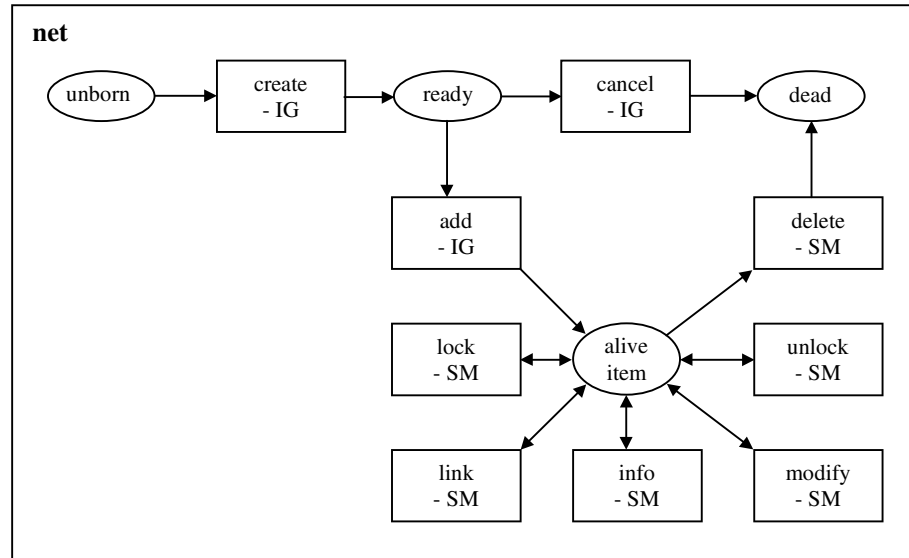 net
unborn
create
- IG
ready
cancel
- IG
dead
add
- IG
delete
- SM
lock
- SM
alive
item
unlock
- SM
link
- SM
info
- SM
modify
- SM